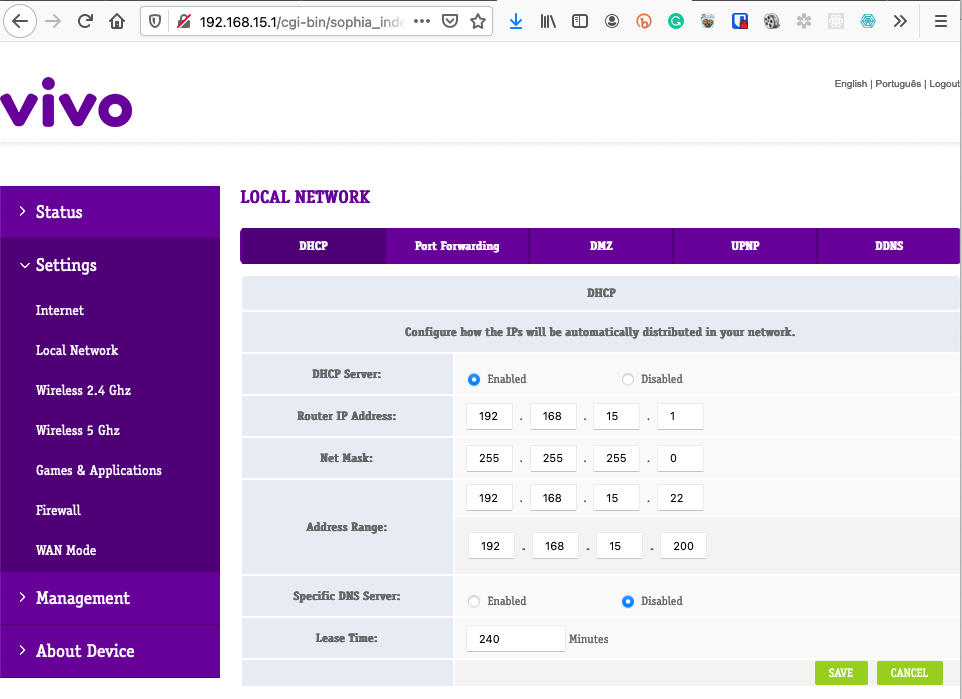 192.168.15.1/cgi-bin/sophia_inde
English | Português | Logout
vivo
Status
Settings
Internet
Local Network
Wireless 2.4 Ghz
Wireless 5 Ghz
Games & Applications
Firewall
WAN Mode
Management
About Device
LOCAL NETWORK
DHCP Port Forwarding DMZ UPNP DDNS
DHCP
Configure how the IPs will be automatically distributed in your network.
DHCP Server: Enabled Disabled
Router IP Address: 192 . 168 . 15 . 1
Net Mask: 255 . 255 . 255 . 0
Address Range: 192 . 168 . 15 . 22
192 . 168 . 15 . 200
Specific DNS Server: Enabled Disabled
Lease Time: 240 Minutes
SAVE CANCEL